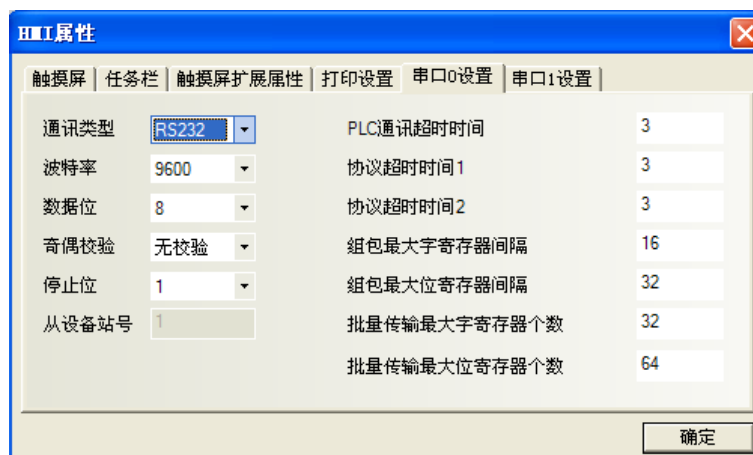 HMI属性
触摸屏 任务栏 触摸屏扩展属性 打印设置 串口0设置 串口1设置
通讯类型 RS232 PLC通讯超时时间 3
波特率 9600 协议超时时间1 3
数据位 8 协议超时时间2 3
奇偶校验 无校验 组包最大字寄存器间隔 16
停止位 1 组包最大位寄存器间隔 32
从设备站号 1 批量传输最大字寄存器个数 32
批量传输最大位寄存器个数 64
确定